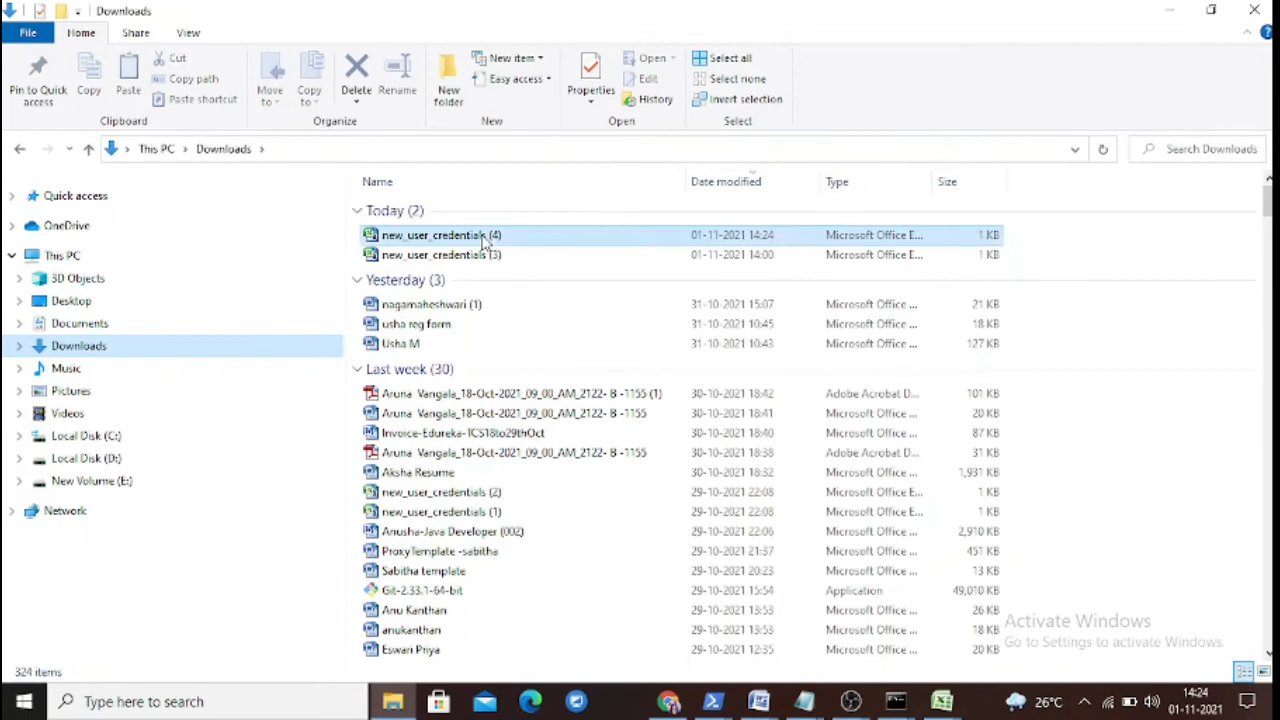 Downloads
File Home Share View
Pin to Quick access
Copy
Paste
Cut
Copy path
Paste shortcut
Clipboard
Move to
Copy to
Delete
Rename
Organize
New folder
New item
Easy access
New
Properties
Open
Edit
History
Open
Select all
Select none
Invert selection
Select
This PC Downloads
Search Downloads
Quick access
OneDrive
This PC
3D Objects
Desktop
Documents
Downloads
Music
Pictures
Videos
Local Disk (C:)
Local Disk (D:)
New Volume (E:)
Network
Name Date modified Type Size
Today (2)
new_user_credentials (4) 01-11-2021 14:24 Microsoft Office E... 1 KB
new_user_credentials (3) 01-11-2021 14:00 Microsoft Office E... 1 KB
Yesterday (3)
nagamaheshwari (1) 31-10-2021 15:07 Microsoft Office ... 21 KB
usha reg form 31-10-2021 10:45 Microsoft Office ... 18 KB
Usha M 31-10-2021 10:43 Microsoft Office ... 127 KB
Last week (30)
Aruna Vangala_18-Oct-2021_09_00_AM_2122- B -1155 (1) 30-10-2021 18:42 Adobe Acrobat D... 101 KB
Aruna Vangala_18-Oct-2021_09_00_AM_2122- B -1155 30-10-2021 18:41 Microsoft Office ... 20 KB
Invoice-Edureka-TCS18to29thOct 30-10-2021 18:40 Microsoft Office ... 87 KB
Aruna Vangala_18-Oct-2021_09_00_AM_2122- B -1155 30-10-2021 18:38 Adobe Acrobat D... 31 KB
Aksha Resume 30-10-2021 18:32 Microsoft Office ... 1,931 KB
new_user_credentials (2) 29-10-2021 22:08 Microsoft Office E... 1 KB
new_user_credentials (1) 29-10-2021 22:08 Microsoft Office E... 1 KB
Anusha-Java Developer (002) 29-10-2021 22:06 Microsoft Office ... 2,910 KB
ProxyTemplate -sabitha 29-10-2021 21:37 Microsoft Office ... 451 KB
Sabitha template 29-10-2021 20:23 Microsoft Office ... 13 KB
Git-2.33.1-64-bit 29-10-2021 15:54 Application 49,010 KB
Anu Kanthan 29-10-2021 13:53 Microsoft Office ... 26 KB
anukanthan 29-10-2021 13:53 Microsoft Office ... 18 KB
Eswari Priya 29-10-2021 12:35 Microsoft Office ... 20 KB
Activate Windows
Go to Settings to activate Windows.
324 items
Type here to search
26°C
14:24
01-11-2021